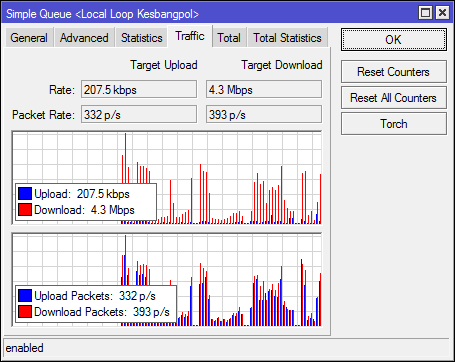 Simple Queue <Local Loop Kesbangpol>
General Advanced Statistics Traffic Total Total Statistics
Target Upload Target Download
Rate: 207.5 kbps 4.3 Mbps
Packet Rate: 332 p/s 393 p/s
Upload: 207.5 kbps
Download: 4.3 Mbps
Upload Packets: 332 p/s
Download Packets: 393 p/s
OK
Reset Counters
Reset All Counters
Torch
enabled